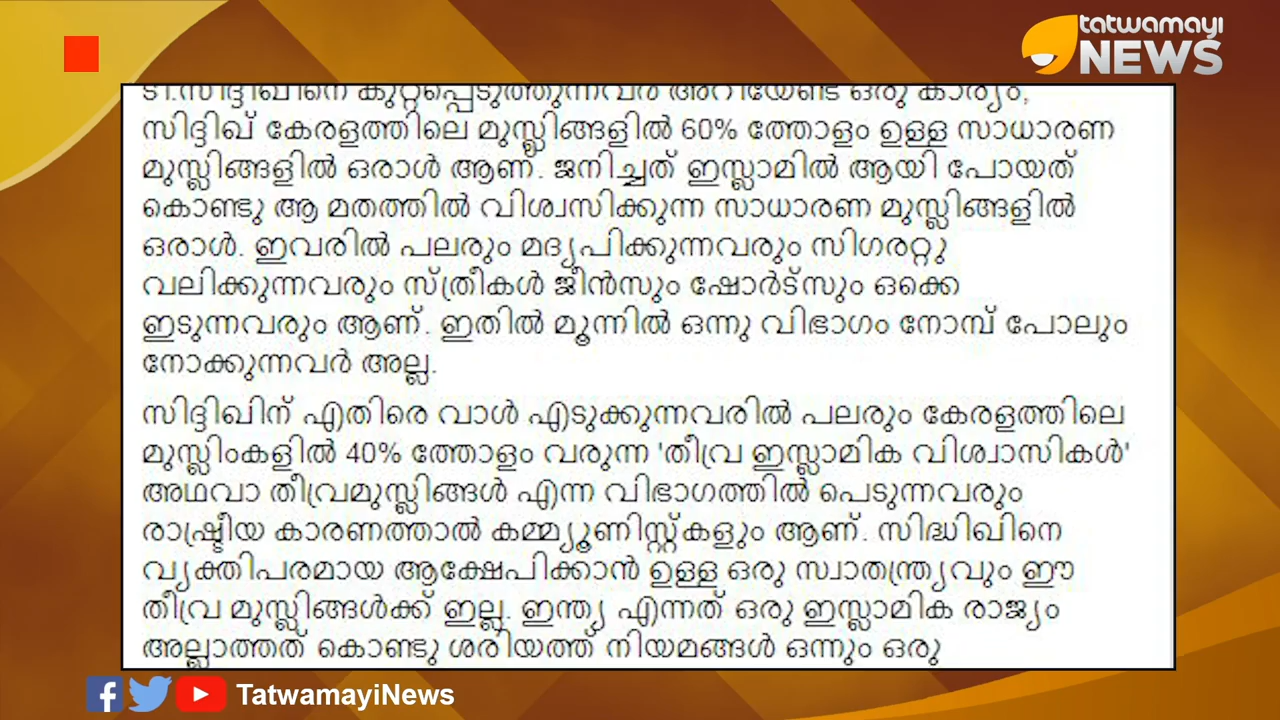 tatwamayi
NEWS
ടി.സിദ്ദിഖിനെ കുറ്റപ്പെടുത്തുന്നവർ അറിയേണ്ട ഒരു കാര്യം,
സിദ്ദിഖ് കേരളത്തിലെ മുസ്ലിങ്ങളിൽ 60% ത്തോളം ഉള്ള സാധാരണ
മുസ്ലിങ്ങളിൽ ഒരാൾ ആണ്. ജനിച്ചത് ഇസ്ലാമിൽ ആയി പോയത്
കൊണ്ടു ആ മതത്തിൽ വിശ്വസിക്കുന്ന സാധാരണ മുസ്ലിങ്ങളിൽ
ഒരാൾ. ഇവരിൽ പലരും മദ്യപിക്കുന്നവരും സിഗരറ്റു
വലിക്കുന്നവരും സ്ത്രീകൾ ജീൻസും ഷോർട്സും ഒക്കെ
ഇടുന്നവരും ആണ്. ഇതിൽ മൂന്നിൽ ഒന്നു വിഭാഗം നോമ്പ് പോലും
നോക്കുന്നവർ അല്ല.
സിദ്ദിഖിന് എതിരെ വാൾ എടുക്കുന്നവരിൽ പലരും കേരളത്തിലെ
മുസ്ലിംകളിൽ 40% ത്തോളം വരുന്ന 'തീവ്ര ഇസ്ലാമിക വിശ്വാസികൾ'
അഥവാ തീവ്രമുസ്ലിങ്ങൾ എന്ന വിഭാഗത്തിൽ പെടുന്നവരും
രാഷ്ട്രീയ കാരണത്താൽ കമ്മ്യൂണിസ്റ്റ്കളും ആണ്. സിദ്ധിഖിനെ
വ്യക്തിപരമായ ആക്ഷേപിക്കാൻ ഉള്ള ഒരു സ്വാതന്ത്ര്യവും ഈ
തീവ്ര മുസ്ലിങ്ങൾക്ക് ഇല്ല. ഇന്ത്യ എന്നത് ഒരു ഇസ്ലാമിക രാജ്യം
അല്ലാത്തത് കൊണ്ടു ശരിയത്ത് നിയമങ്ങൾ ഒന്നും ഒരു
TatwamayiNews